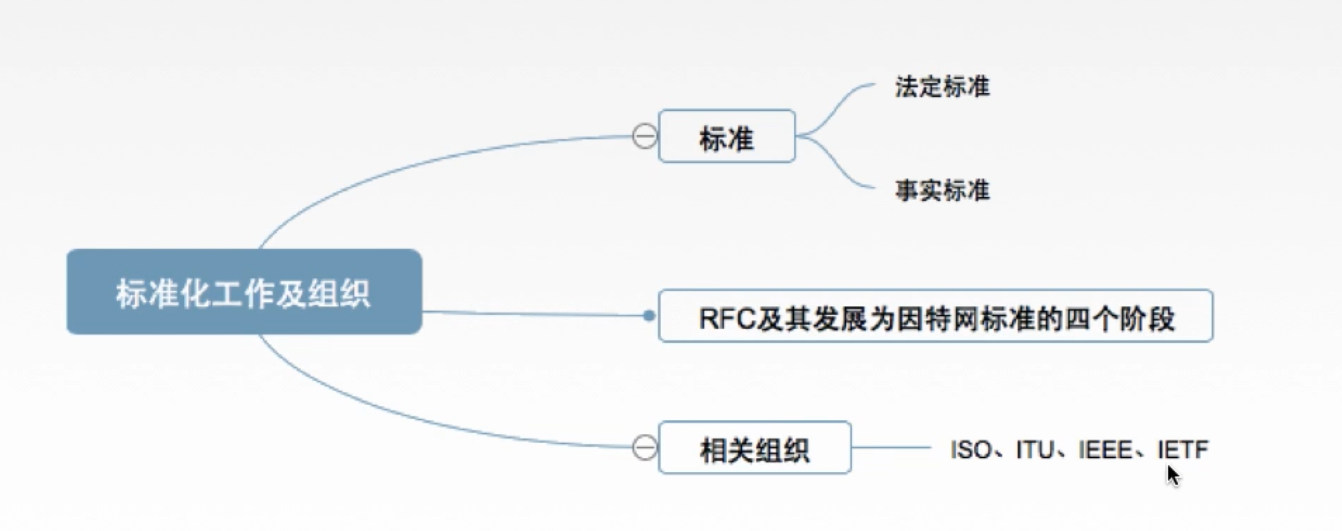 法定标准
标准
事实标准
标准化工作及组织
RFC及其发展为因特网标准的四个阶段
相关组织
ISO、ITU、IEEE、IETF